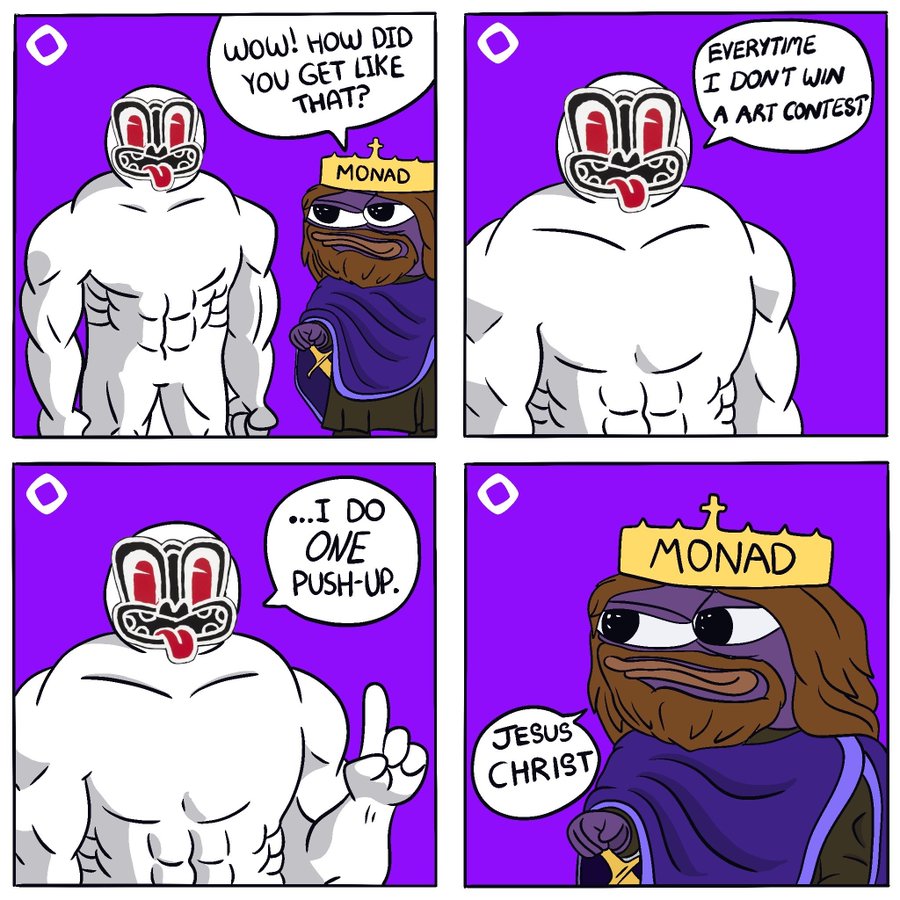 WOW! HOW DID
YOU GET LIKE
THAT?
MONAD
EVERYTIME
I DON'T WIN
A ART CONTEST
...I DO
ONE
PUSH-UP.
MONAD
JESUS
CHRIST